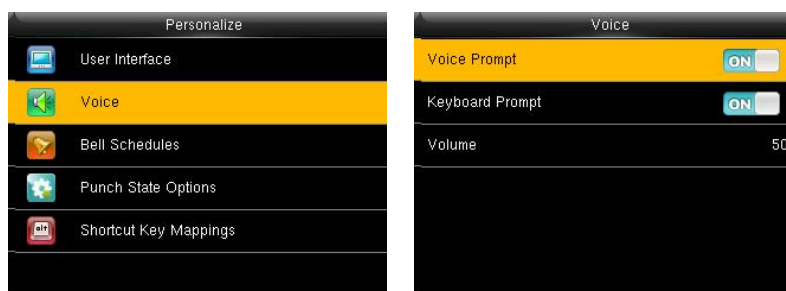 Personalize
User Interface
Voice
Bell Schedules
Punch State Options
alt
Shortcut Key Mappings
Voice
Voice Prompt ON
Keyboard Prompt ON
Volume 50